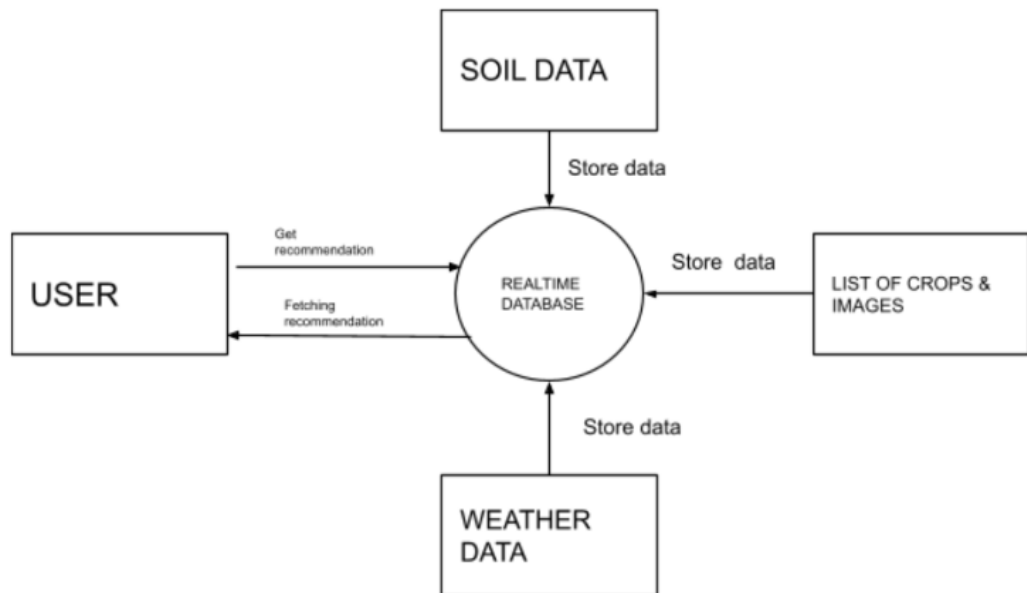 SOIL DATA
Store data
Get
recommendation
USER
Fetching
recommendation
REALTIME
DATABASE
Store data
LIST OF CROPS &
IMAGES
Store data
WEATHER
DATA